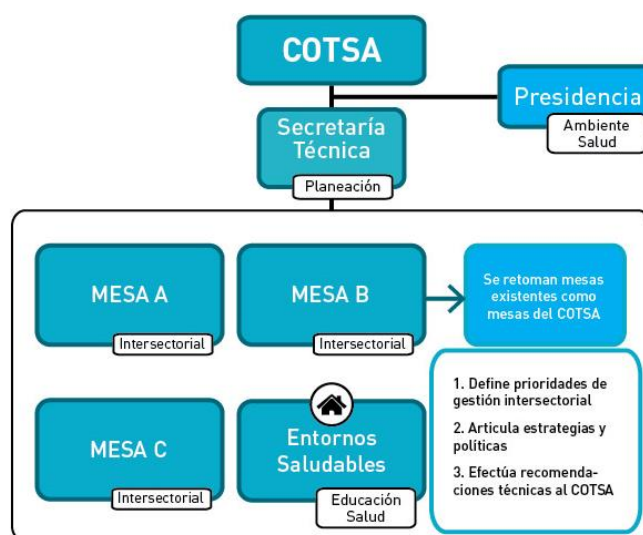 COTSA
Presidencia
Ambiente
Salud
Secretaría
Técnica
Planeación
MESA A
Intersectorial
MESA B
Intersectorial
Se retoman mesas
existentes como
mesas del COTSA
MESA C
Intersectorial
Entornos
Saludables
Educación
Salud
1. Define prioridades de
gestión intersectorial
2. Articula estrategias y
políticas
3. Efectúa recomenda-
ciones técnicas al COTSA